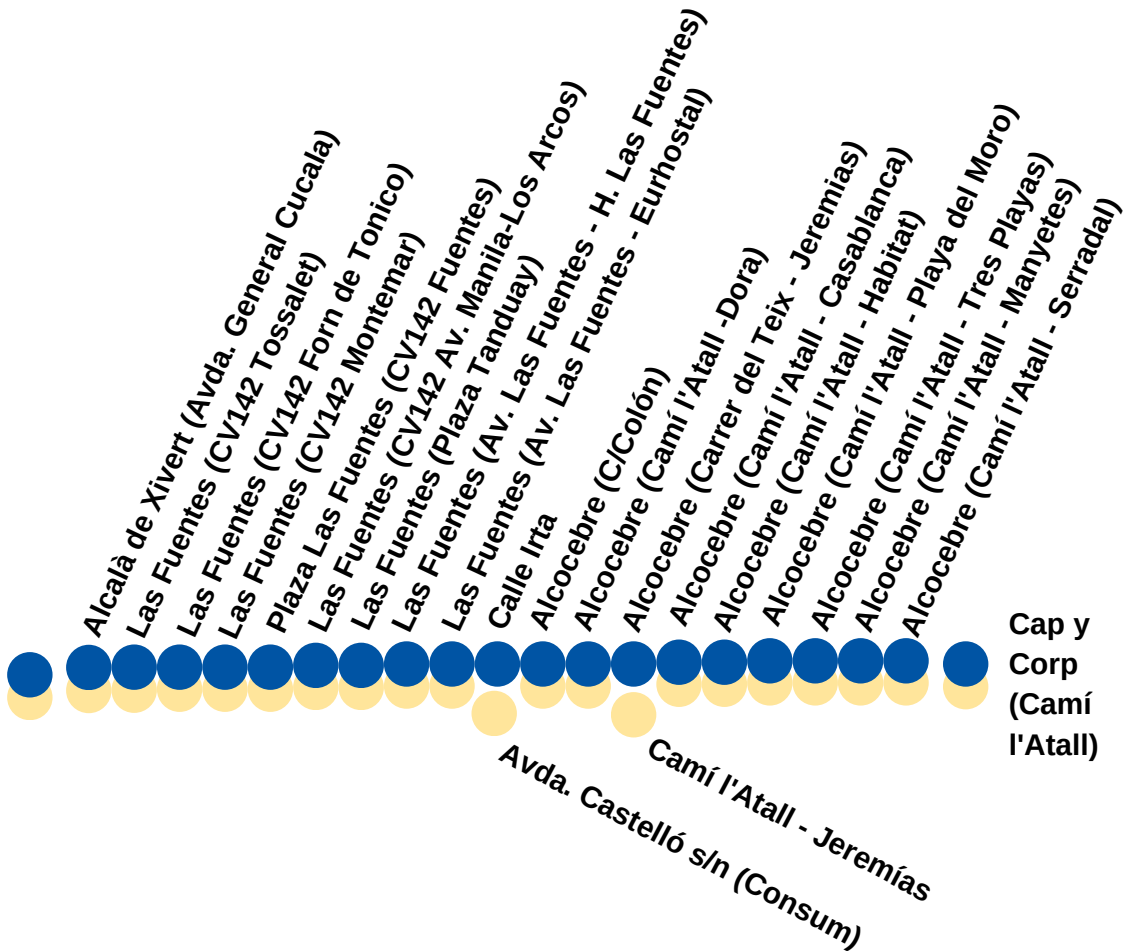 Alcalà de Xivert (Avda. General Cucala)
Las Fuentes (CV142 Tossalet)
Las Fuentes (CV142 Forn de Tonico)
Las Fuentes (CV142 Montemar)
Plaza Las Fuentes (CV142 Fuentes)
Las Fuentes (CV142 Av. Manila-Los Arcos)
Las Fuentes (Plaza Tanduay)
Las Fuentes (Av. Las Fuentes - H. Las Fuentes)
Las Fuentes (Av. Las Fuentes - Eurhostal)
Calle Irta
Alcocebre (C/Colón)
Alcocebre (Camí l'Atall -Dora)
Alcocebre (Carrer del Teix - Jeremias)
Alcocebre (Camí l'Atall - Casablanca)
Alcocebre (Camí l'Atall - Habitat)
Alcocebre (Camí l'Atall - Playa del Moro)
Alcocebre (Camí l'Atall - Tres Playas)
Alcocebre (Camí l'Atall - Manyetes)
Alcocebre (Camí l'Atall - Serradal)
Cap y
Corp
(Camí
l'Atall)
Avda. Castelló s/n (Consum)
Camí l'Atall - Jeremías